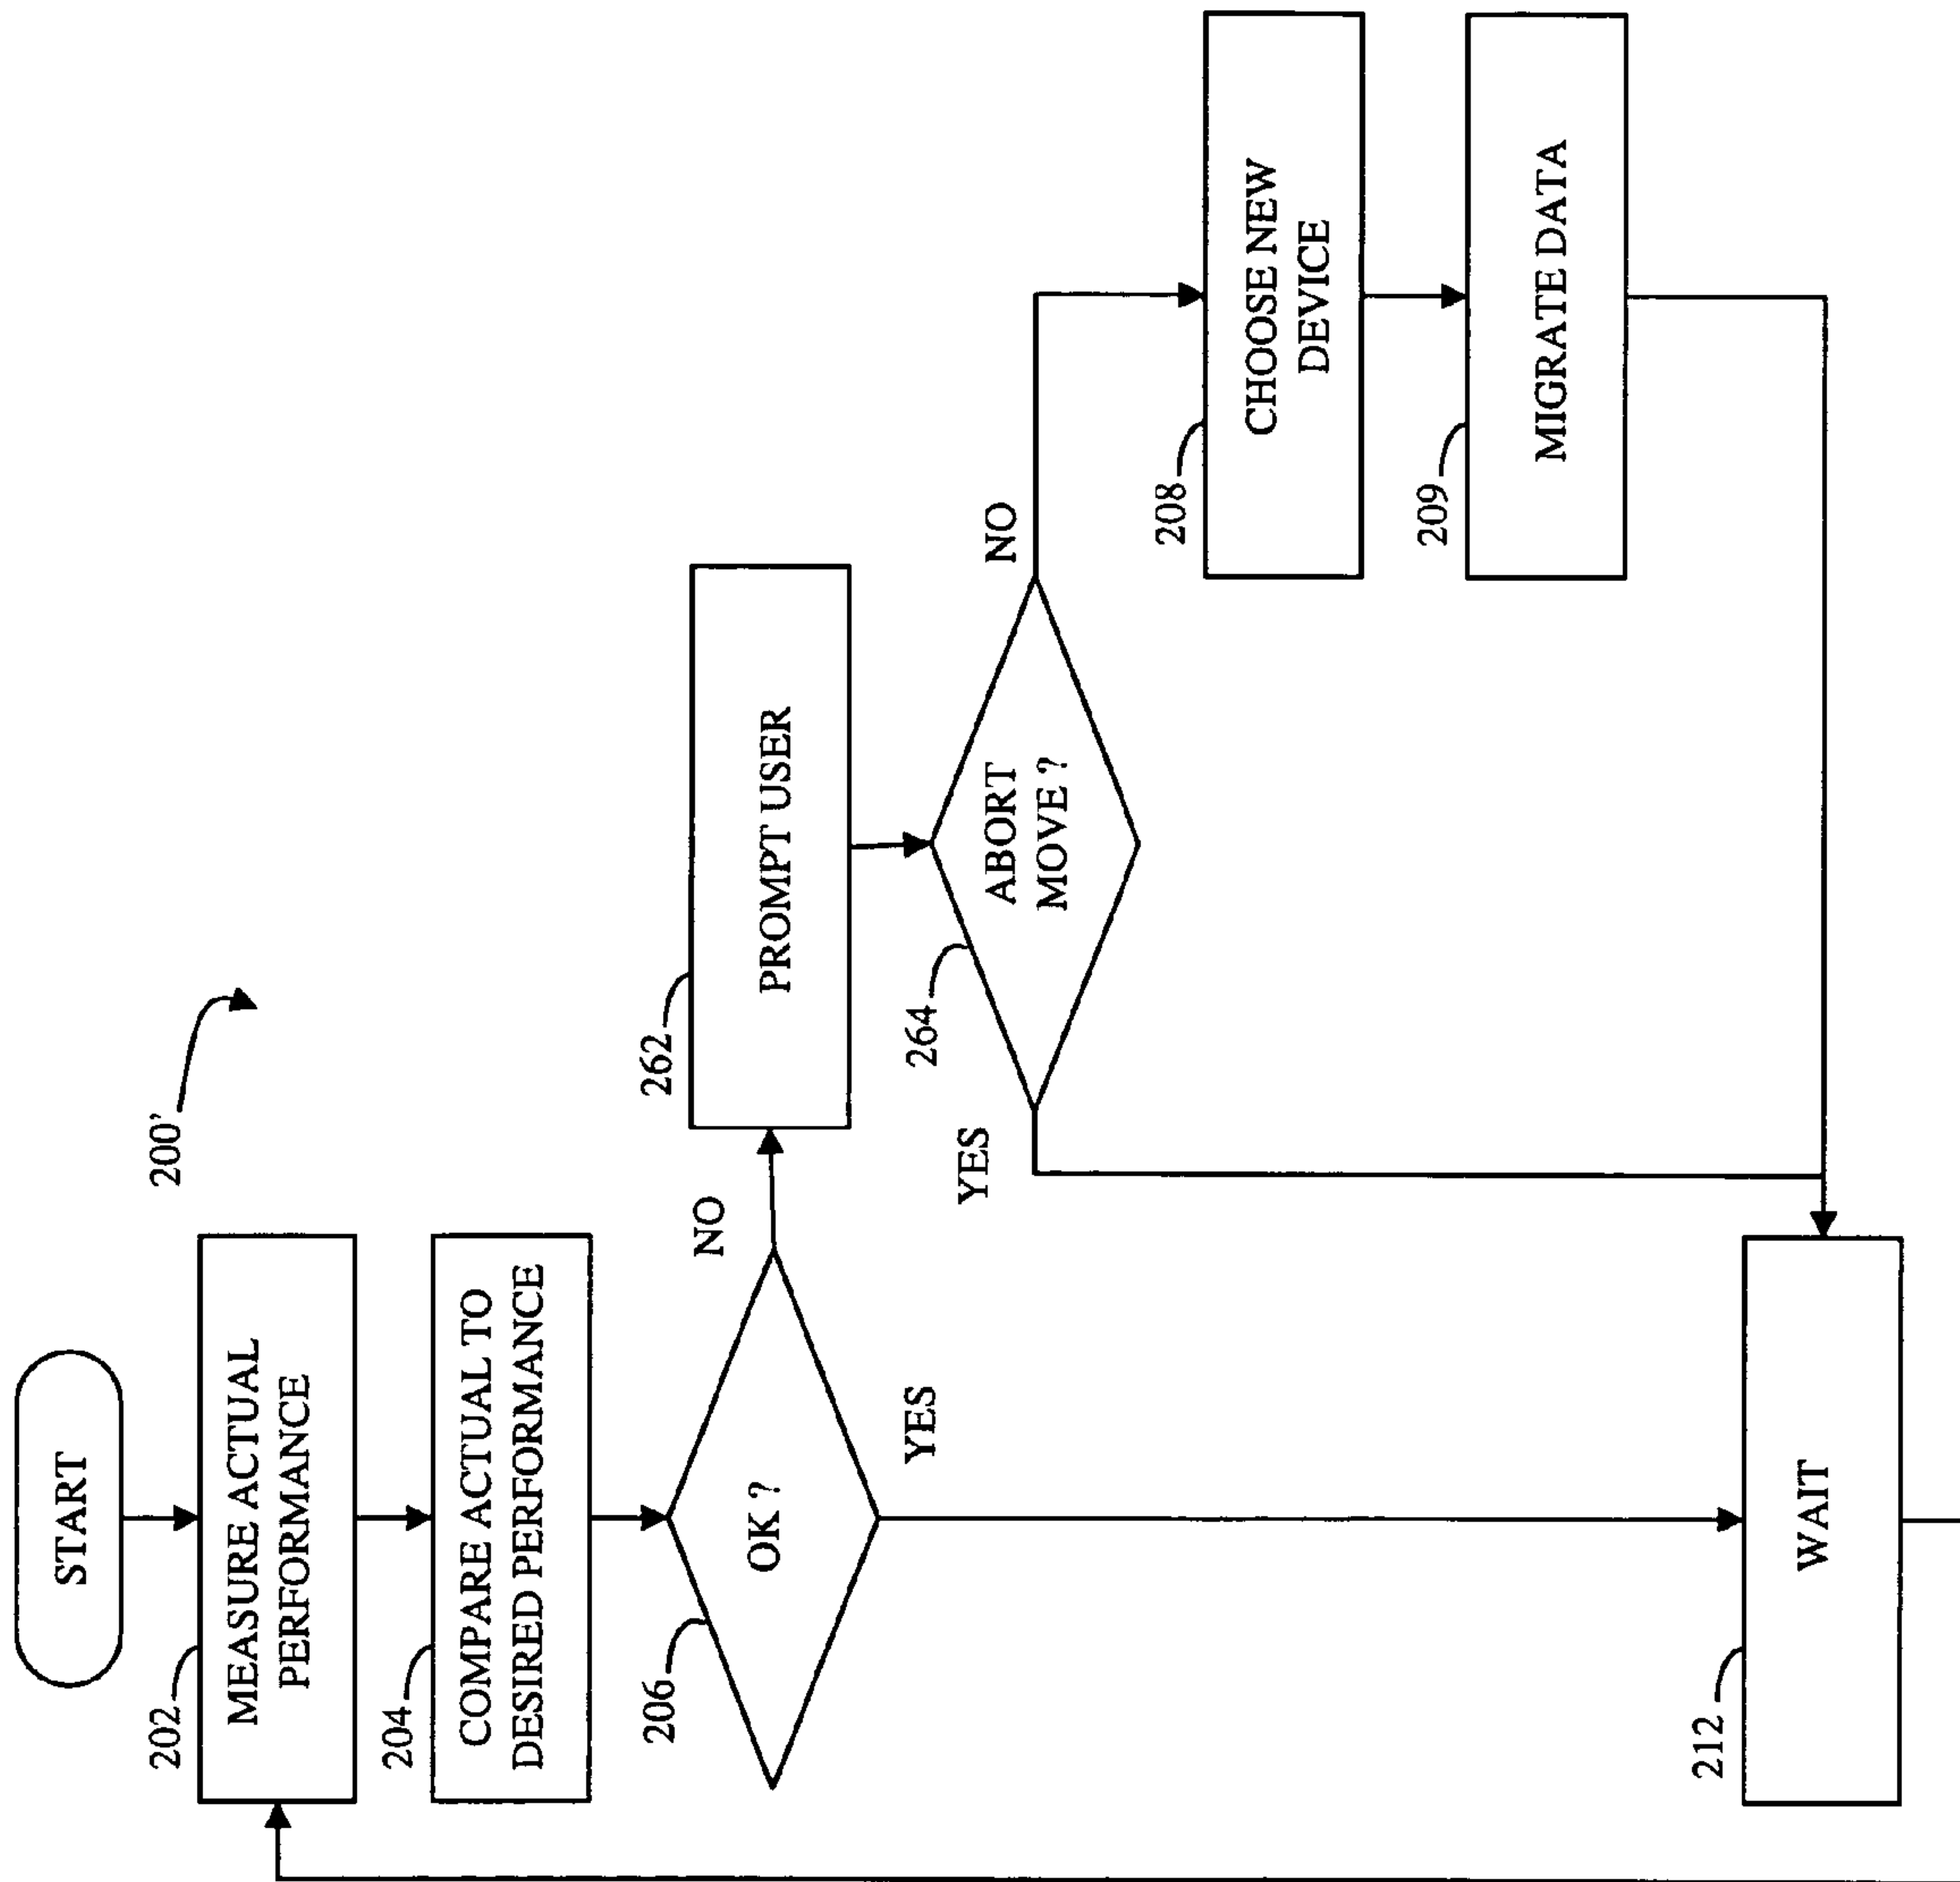 200'
START
202
MEASURE ACTUAL
PERFORMANCE
204
COMPARE ACTUAL TO
DESIRED PERFORMANCE
206
OK ?
NO
YES
262
PROMPT USER
264
ABORT
MOVE ?
YES
NO
208
CHOOSE NEW
DEVICE
209
MIGRATE DATA
212
WAIT